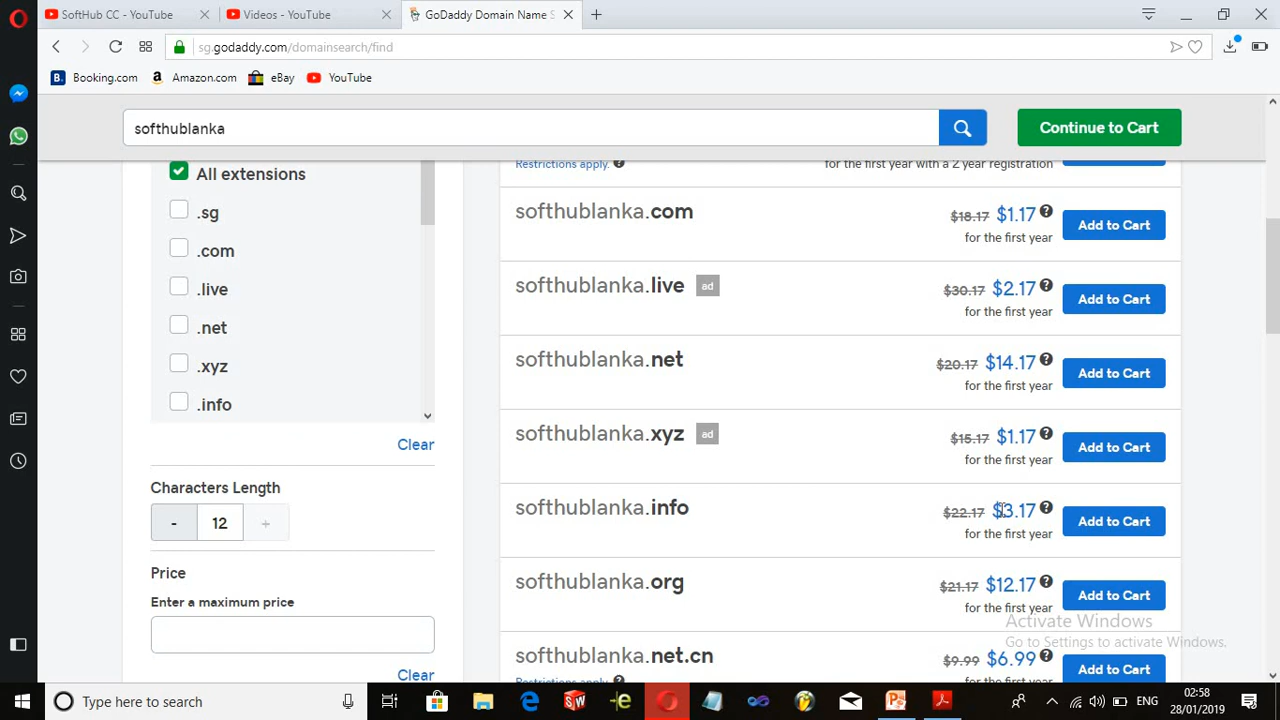 SoftHub CC - YouTube
Videos - YouTube
GoDaddy Domain Name S
sg.godaddy.com/domainsearch/find
B. Booking.com
a Amazon.com
eBay
YouTube
softhublanka
Continue to Cart
All extensions
.sg
.com
.live
.net
.xyz
.info
Clear
Characters Length
- 12 +
Price
Enter a maximum price
Clear
Restrictions apply. ?
for the first year with a 2 year registration
softhublanka.com
$18.17 $1.17 ?
for the first year
Add to Cart
softhublanka.live ad
$30.17 $2.17 ?
for the first year
Add to Cart
softhublanka.net
$20.17 $14.17 ?
for the first year
Add to Cart
softhublanka.xyz ad
$15.17 $1.17 ?
for the first year
Add to Cart
softhublanka.info
$22.17 $3.17 ?
for the first year
Add to Cart
softhublanka.org
$21.17 $12.17 ?
for the first year
Add to Cart
softhublanka.net.cn
$9.99 $6.99 ?
Restrictions apply. ?
Add to Cart
Activate Windows
Go to Settings to activate Windows.
Type here to search
ENG
02:58
28/01/2019